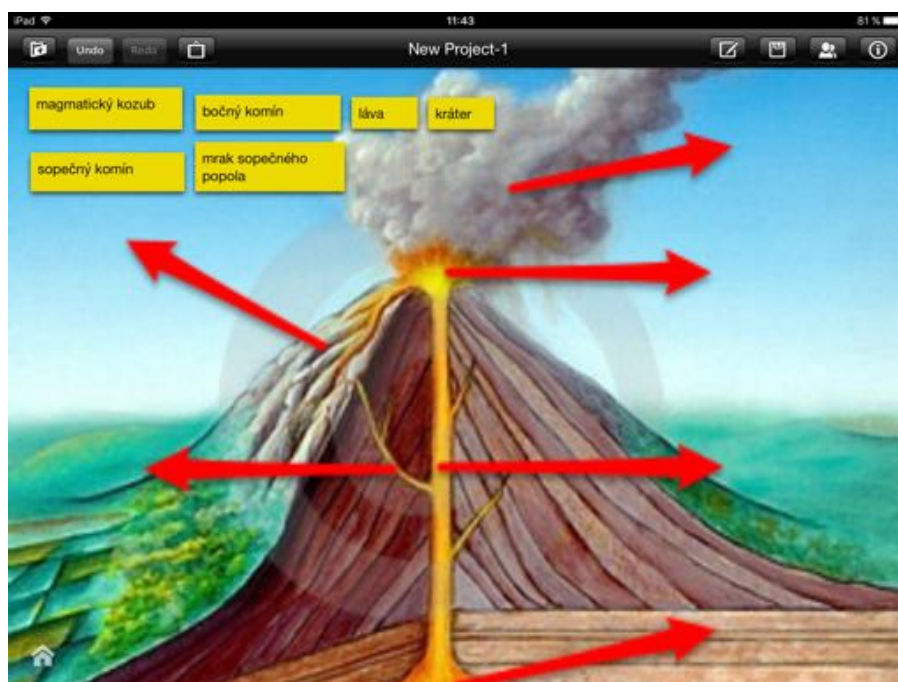 iPad 11:43 81 %
Undo Redo New Project-1
magmatický kozub bočný komín láva kráter
sopečný komín mrak sopečného
popola